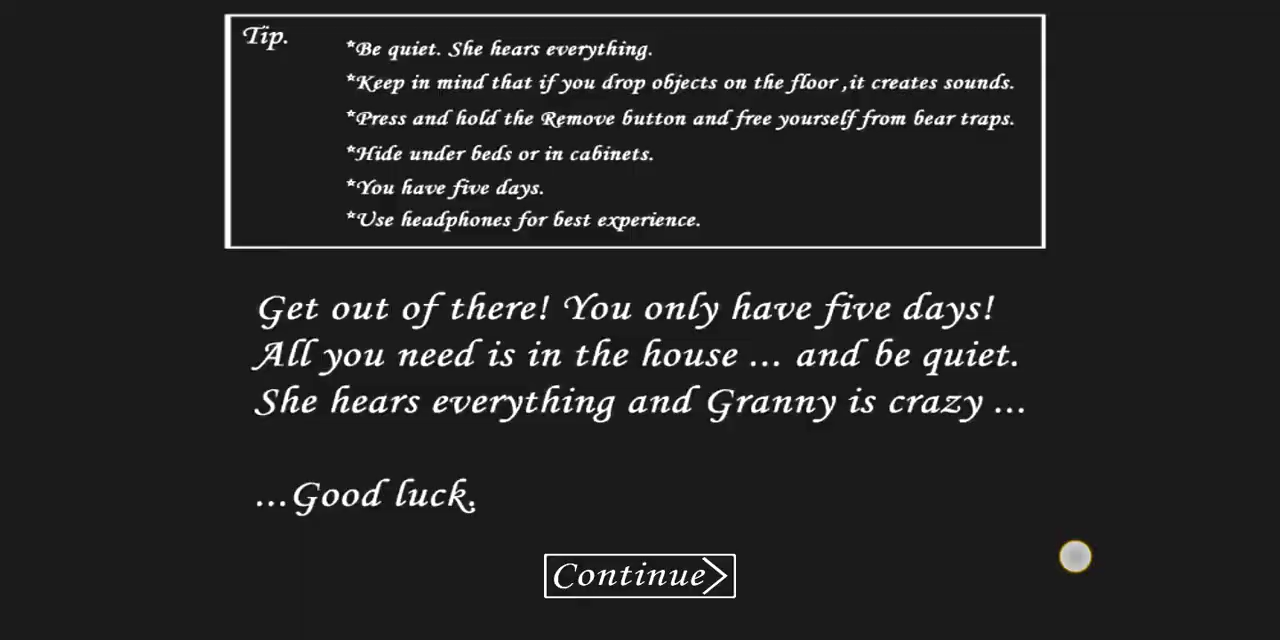 Tip.
*Be quiet. She hears everything.
*Keep in mind that if you drop objects on the floor ,it creates sounds.
*Press and hold the Remove button and free yourself from bear traps.
*Hide under beds or in cabinets.
*You have five days.
*Use headphones for best experience.
Get out of there! You only have five days!
All you need is in the house ... and be quiet.
She hears everything and Granny is crazy ...
...Good luck.
Continue>